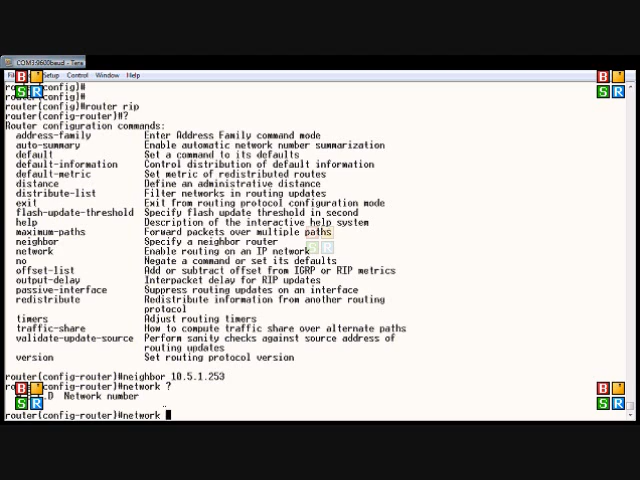 COM3:9600baud - Tera
Setup Control Window Help
B
S R
B
S R
router(config)#
router(config)#
router(config)#router rip
router(config-router)#?
Router configuration commands:
address-family Enter Address Family command mode
auto-summary Enable automatic network number summarization
default Set a command to its defaults
default-information Control distribution of default information
default-metric Set metric of redistributed routes
distance Define an administrative distance
distribute-list Filter networks in routing updates
exit Exit from routing protocol configuration mode
flash-update-threshold Specify flash update threshold in second
help Description of the interactive help system
maximum-paths Forward packets over multiple paths
neighbor Specify a neighbor router
network Enable routing on an IP network
S R
no Negate a command or set its defaults
offset-list Add or subtract offset from IGRP or RIP metrics
output-delay Interpacket delay for RIP updates
passive-interface Suppress routing updates on an interface
redistribute Redistribute information from another routing
protocol
timers Adjust routing timers
traffic-share How to compute traffic share over alternate paths
validate-update-source Perform sanity checks against source address of
routing updates
version Set routing protocol version
router(config-router)#neighbor 10.5.1.253
router(config-router)#network ?
.D Network number
B
S R
B
S R
router(config-router)#network